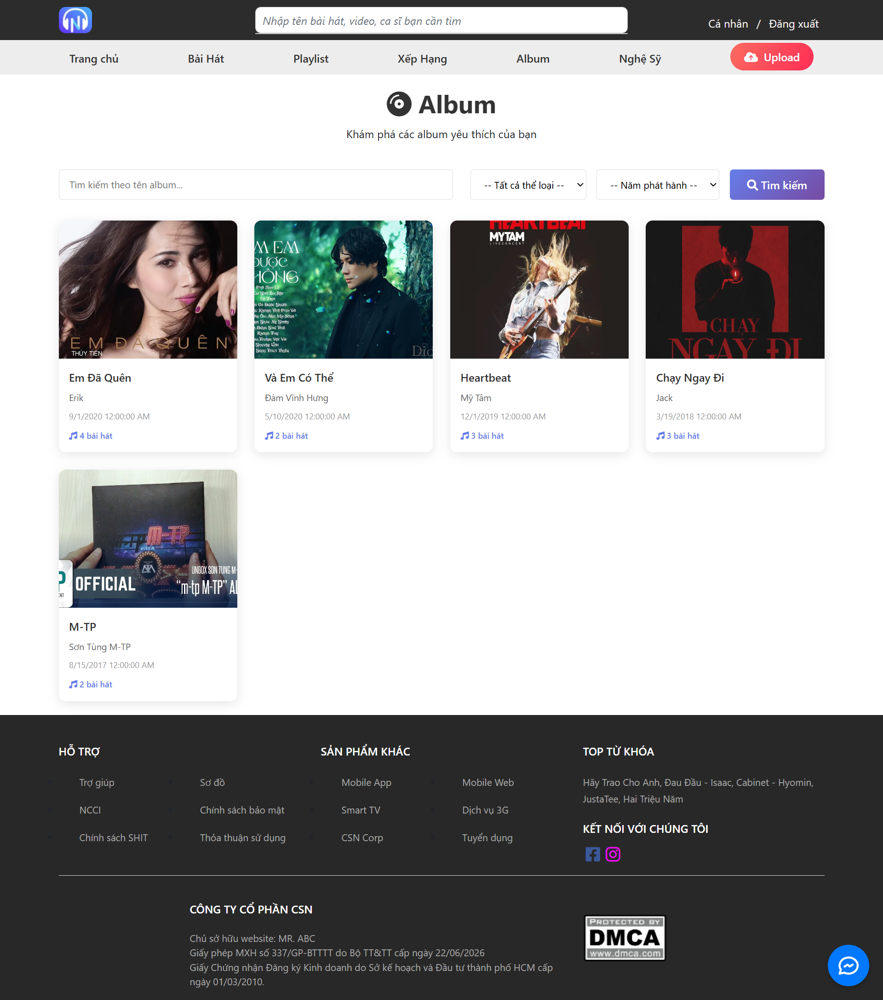 Nhập tên bài hát, video, ca sĩ bạn cần tìm
Cá nhân / Đăng xuất
Trang chủ Bài Hát Playlist Xếp Hạng Album Nghệ Sỹ Upload
Album
Khám phá các album yêu thích của bạn
Tìm kiếm theo tên album...
-- Tất cả thể loại --
-- Năm phát hành --
Tìm kiếm
EM ĐÃ QUÊN
THỦY TIÊN
Em Đã Quên
Erik
9/1/2020 12:00:00 AM
4 bài hát
M EM
ĐƯỢC
HÔNG
Và Em Có Thể
Đàm Vĩnh Hưng
5/10/2020 12:00:00 AM
2 bài hát
HEARTBEAT
MYTAM
LIVECONCERT
Heartbeat
Mỹ Tâm
12/1/2019 12:00:00 AM
3 bài hát
CHẠY
NGAY ĐI
Chạy Ngay Đi
Jack
3/19/2018 12:00:00 AM
3 bài hát
M-TP
ALBUM
OFFICIAL
UNBOX SON TUNG M-
“m-tp M-TP” AL
M-TP
Sơn Tùng M-TP
8/15/2017 12:00:00 AM
2 bài hát
HỖ TRỢ
Trợ giúp Sơ đồ
NCCI Chính sách bảo mật
Chính sách SHIT Thỏa thuận sử dụng
SẢN PHẨM KHÁC
Mobile App Mobile Web
Smart TV Dịch vụ 3G
CSN Corp Tuyển dụng
TOP TỪ KHÓA
Hãy Trao Cho Anh, Đau Đầu - Isaac, Cabinet - Hyomin,
JustaTee, Hai Triệu Năm
KẾT NỐI VỚI CHÚNG TÔI
CÔNG TY CỔ PHẦN CSN
Chủ sở hữu website: MR. ABC
Giấy phép MXH số 337/GP-BTTTT do Bộ TT&TT cấp ngày 22/06/2026
Giấy Chứng nhận Đăng ký Kinh doanh do Sở kế hoạch và Đầu tư thành phố HCM cấp
ngày 01/03/2010.
PROTECTED BY
DMCA
www.dmca.com